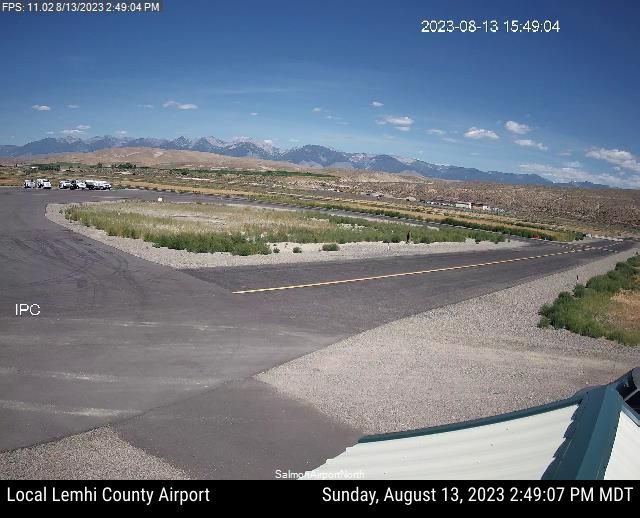 FPS: 11.02 8/13/2023 2:49:04 PM
2023-08-13 15:49:04
IPC
SalmonAirportNorth
Local Lemhi County Airport
Sunday, August 13, 2023 2:49:07 PM MDT